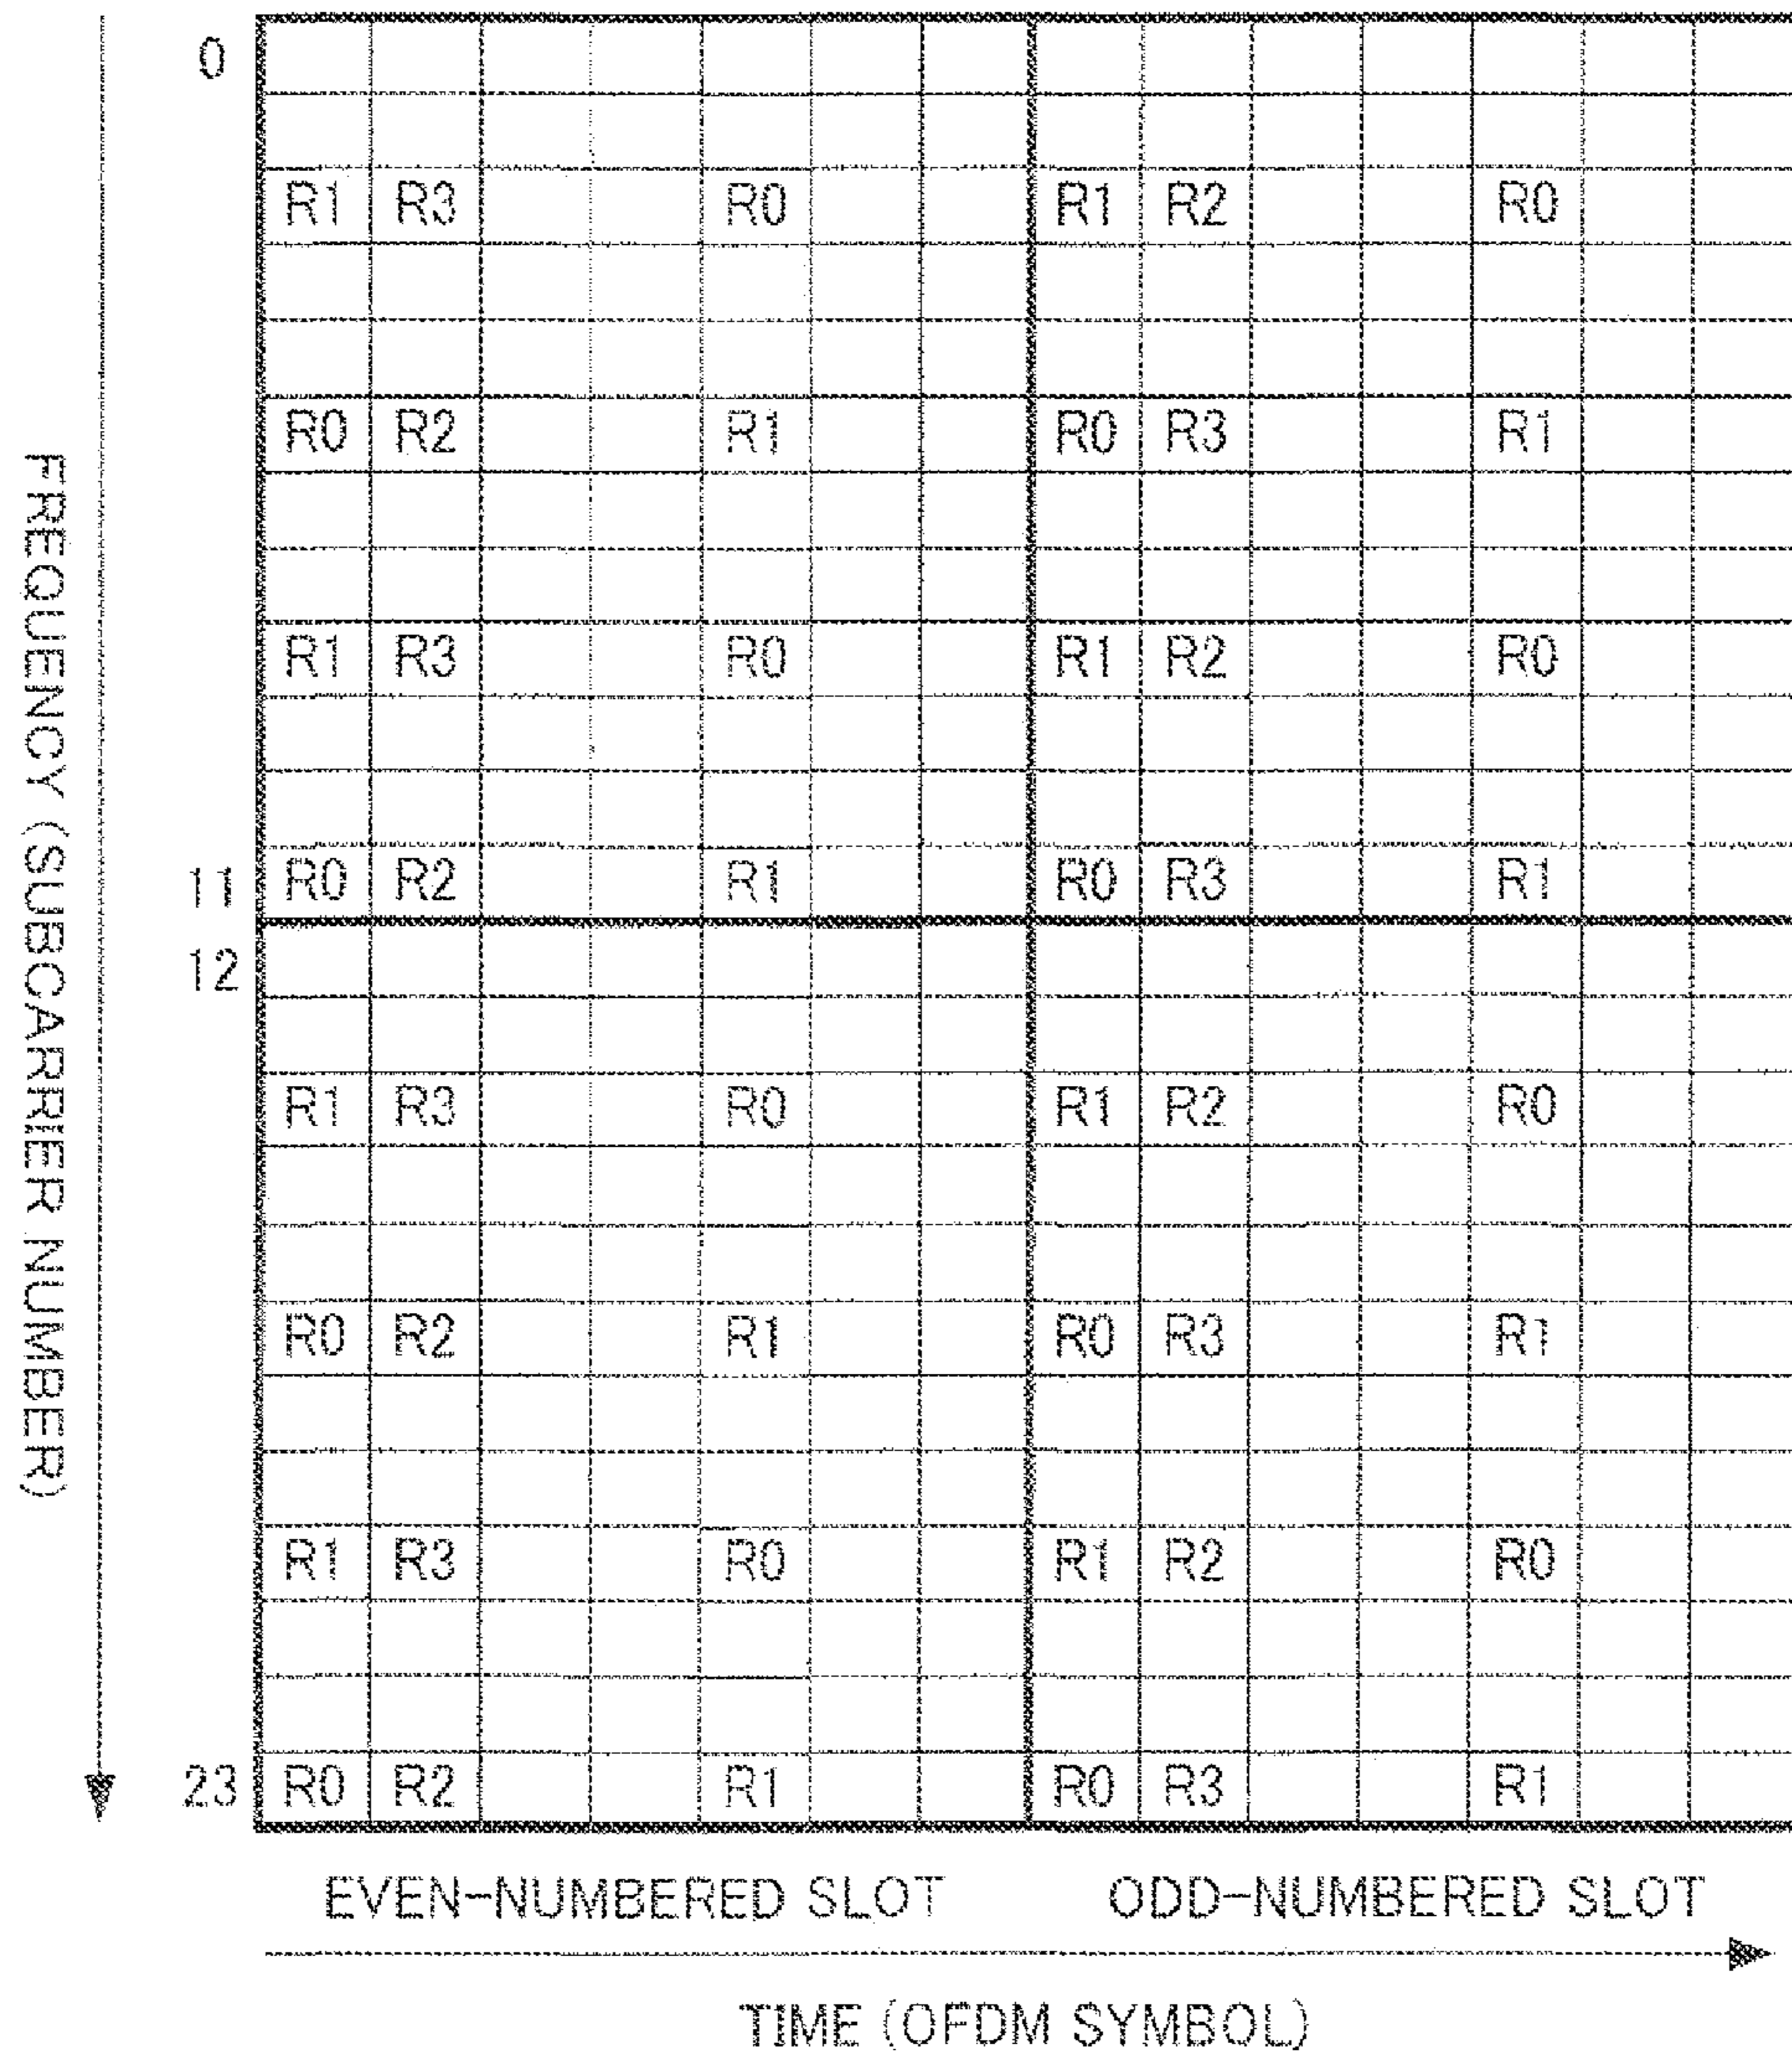 0
R1 R3 R0 R1 R2 R0
R0 R2 R1 R0 R3 R1
R1 R3 R0 R1 R2 R0
11 R0 R2 R1 R0 R3 R1
12
R1 R3 R0 R1 R2 R0
R0 R2 R1 R0 R3 R1
R1 R3 R0 R1 R2 R0
23 R0 R2 R1 R0 R3 R1
FREQUENCY (SUBCARRIER NUMBER)
EVEN-NUMBERED SLOT ODD-NUMBERED SLOT
TIME (OFDM SYMBOL)